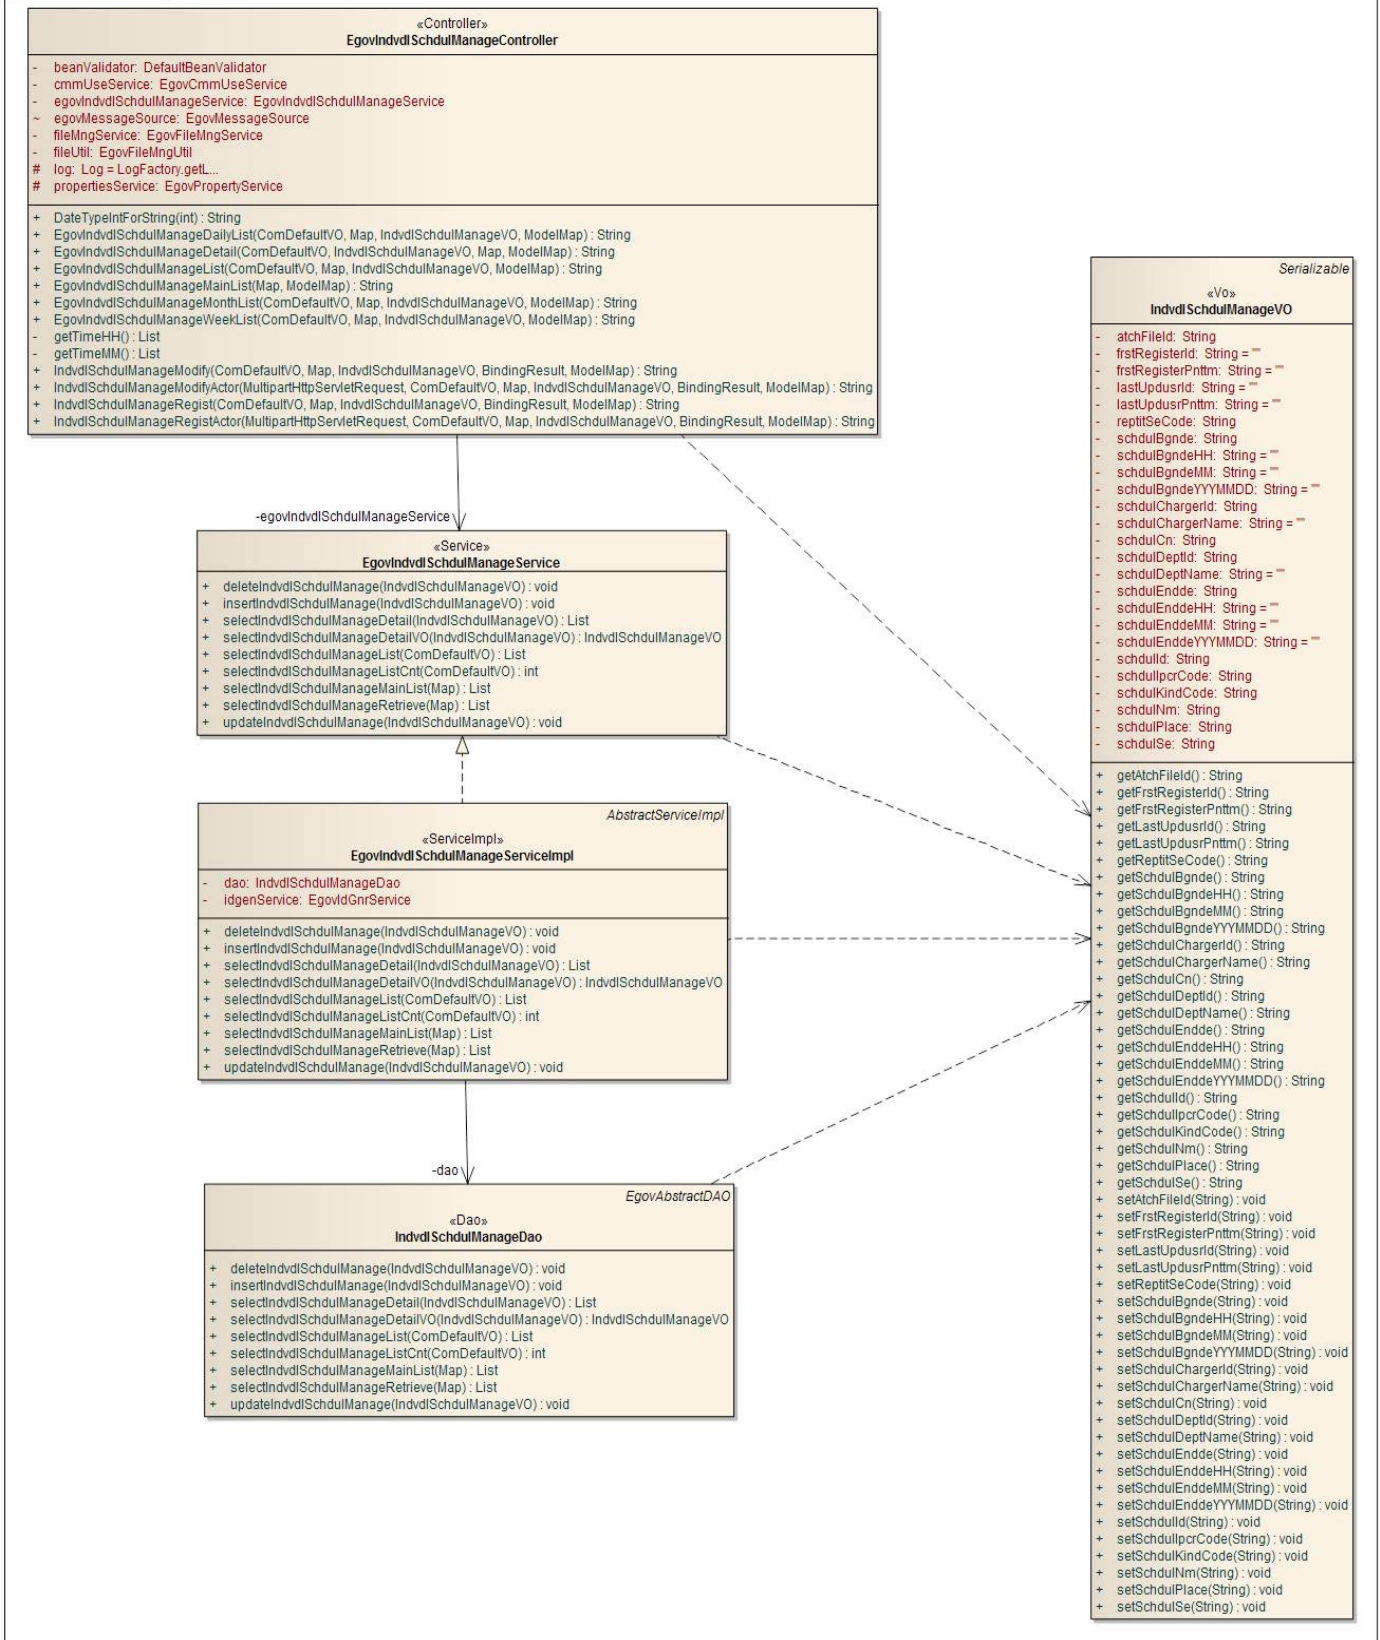 «Controller»
EgovIndvdlSchdulManageController
- beanValidator: DefaultBeanValidator
- cmmUseService: EgovCmmUseService
- egovIndvdlSchdulManageService: EgovIndvdlSchdulManageService
~ egovMessageSource: EgovMessageSource
- fileMngService: EgovFileMngService
- fileUtil: EgovFileMngUtil
# log: Log = LogFactory.getL...
# propertiesService: EgovPropertyService
+ DateTypeIntForString(int) : String
+ EgovIndvdlSchdulManageDailyList(ComDefaultVO, Map, IndvdlSchdulManageVO, ModelMap) : String
+ EgovIndvdlSchdulManageDetail(ComDefaultVO, IndvdlSchdulManageVO, Map, ModelMap) : String
+ EgovIndvdlSchdulManageList(ComDefaultVO, Map, IndvdlSchdulManageVO, ModelMap) : String
+ EgovIndvdlSchdulManageMainList(Map, ModelMap) : String
+ EgovIndvdlSchdulManageMonthList(ComDefaultVO, Map, IndvdlSchdulManageVO, ModelMap) : String
+ EgovIndvdlSchdulManageWeekList(ComDefaultVO, Map, IndvdlSchdulManageVO, ModelMap) : String
- getTimeHH() : List
- getTimeMM() : List
+ IndvdlSchdulManageModify(ComDefaultVO, Map, IndvdlSchdulManageVO, BindingResult, ModelMap) : String
+ IndvdlSchdulManageModifyActor(MultipartHttpServletRequest, ComDefaultVO, Map, IndvdlSchdulManageVO, BindingResult, ModelMap) : String
+ IndvdlSchdulManageRegist(ComDefaultVO, Map, IndvdlSchdulManageVO, BindingResult, ModelMap) : String
+ IndvdlSchdulManageRegistActor(MultipartHttpServletRequest, ComDefaultVO, Map, IndvdlSchdulManageVO, BindingResult, ModelMap) : String
-egovIndvdlSchdulManageService
«Service»
EgovIndvdlSchdulManageService
+ deleteIndvdlSchdulManage(IndvdlSchdulManageVO) : void
+ insertIndvdlSchdulManage(IndvdlSchdulManageVO) : void
+ selectIndvdlSchdulManageDetail(IndvdlSchdulManageVO) : List
+ selectIndvdlSchdulManageDetailVO(IndvdlSchdulManageVO) : IndvdlSchdulManageVO
+ selectIndvdlSchdulManageList(ComDefaultVO) : List
+ selectIndvdlSchdulManageListCnt(ComDefaultVO) : int
+ selectIndvdlSchdulManageMainList(Map) : List
+ selectIndvdlSchdulManageRetrieve(Map) : List
+ updateIndvdlSchdulManage(IndvdlSchdulManageVO) : void
AbstractServiceImpl
«ServiceImpl»
EgovIndvdlSchdulManageServiceImpl
- dao: IndvdlSchdulManageDao
- idgenService: EgovIdGnrService
+ deleteIndvdlSchdulManage(IndvdlSchdulManageVO) : void
+ insertIndvdlSchdulManage(IndvdlSchdulManageVO) : void
+ selectIndvdlSchdulManageDetail(IndvdlSchdulManageVO) : List
+ selectIndvdlSchdulManageDetailVO(IndvdlSchdulManageVO) : IndvdlSchdulManageVO
+ selectIndvdlSchdulManageList(ComDefaultVO) : List
+ selectIndvdlSchdulManageListCnt(ComDefaultVO) : int
+ selectIndvdlSchdulManageMainList(Map) : List
+ selectIndvdlSchdulManageRetrieve(Map) : List
+ updateIndvdlSchdulManage(IndvdlSchdulManageVO) : void
-dao
EgovAbstractDAO
«Dao»
IndvdlSchdulManageDao
+ deleteIndvdlSchdulManage(IndvdlSchdulManageVO) : void
+ insertIndvdlSchdulManage(IndvdlSchdulManageVO) : void
+ selectIndvdlSchdulManageDetail(IndvdlSchdulManageVO) : List
+ selectIndvdlSchdulManageDetailVO(IndvdlSchdulManageVO) : IndvdlSchdulManageVO
+ selectIndvdlSchdulManageList(ComDefaultVO) : List
+ selectIndvdlSchdulManageListCnt(ComDefaultVO) : int
+ selectIndvdlSchdulManageMainList(Map) : List
+ selectIndvdlSchdulManageRetrieve(Map) : List
+ updateIndvdlSchdulManage(IndvdlSchdulManageVO) : void
Serializable
«Vo»
IndvdlSchdulManageVO
- atchFileId: String
- frstRegisterId: String = ""
- frstRegisterPnttm: String = ""
- lastUpdusrId: String = ""
- lastUpdusrPnttm: String = ""
- reptitSeCode: String
- schdulBgnde: String
- schdulBgndeHH: String = ""
- schdulBgndeMM: String = ""
- schdulBgndeYYYMMDD: String = ""
- schdulChargerId: String
- schdulChargerName: String = ""
- schdulCn: String
- schdulDeptId: String
- schdulDeptName: String = ""
- schdulEndde: String
- schdulEnddeHH: String = ""
- schdulEnddeMM: String = ""
- schdulEnddeYYYMMDD: String = ""
- schdulId: String
- schdulIpcrCode: String
- schdulKindCode: String
- schdulNm: String
- schdulPlace: String
- schdulSe: String
+ getAtchFileId() : String
+ getFrstRegisterId() : String
+ getFrstRegisterPnttm() : String
+ getLastUpdusrId() : String
+ getLastUpdusrPnttm() : String
+ getReptitSeCode() : String
+ getSchdulBgnde() : String
+ getSchdulBgndeHH() : String
+ getSchdulBgndeMM() : String
+ getSchdulBgndeYYYMMDD() : String
+ getSchdulChargerId() : String
+ getSchdulChargerName() : String
+ getSchdulCn() : String
+ getSchdulDeptId() : String
+ getSchdulDeptName() : String
+ getSchdulEndde() : String
+ getSchdulEnddeHH() : String
+ getSchdulEnddeMM() : String
+ getSchdulEnddeYYYMMDD() : String
+ getSchdulId() : String
+ getSchdulIpcrCode() : String
+ getSchdulKindCode() : String
+ getSchdulNm() : String
+ getSchdulPlace() : String
+ getSchdulSe() : String
+ setAtchFileId(String) : void
+ setFrstRegisterId(String) : void
+ setFrstRegisterPnttm(String) : void
+ setLastUpdusrId(String) : void
+ setLastUpdusrPnttm(String) : void
+ setReptitSeCode(String) : void
+ setSchdulBgnde(String) : void
+ setSchdulBgndeHH(String) : void
+ setSchdulBgndeMM(String) : void
+ setSchdulBgndeYYYMMDD(String) : void
+ setSchdulChargerId(String) : void
+ setSchdulChargerName(String) : void
+ setSchdulCn(String) : void
+ setSchdulDeptId(String) : void
+ setSchdulDeptName(String) : void
+ setSchdulEndde(String) : void
+ setSchdulEnddeHH(String) : void
+ setSchdulEnddeMM(String) : void
+ setSchdulEnddeYYYMMDD(String) : void
+ setSchdulId(String) : void
+ setSchdulIpcrCode(String) : void
+ setSchdulKindCode(String) : void
+ setSchdulNm(String) : void
+ setSchdulPlace(String) : void
+ setSchdulSe(String) : void